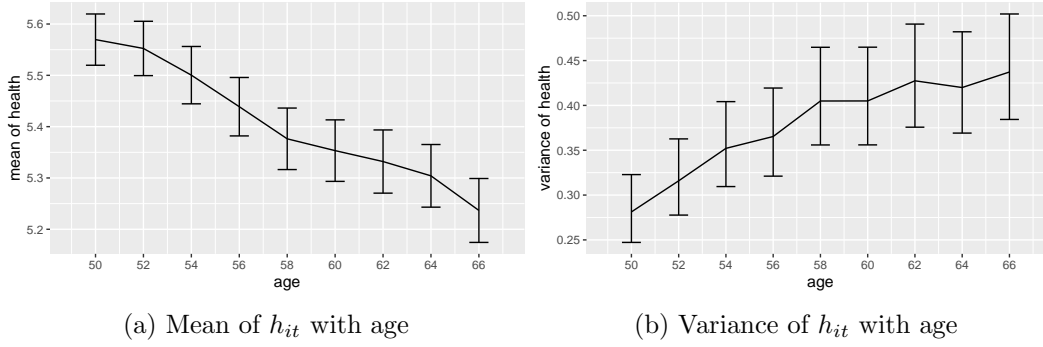 5.6
5.5
5.4
5.3
5.2
mean of health
50 52 54 56 58 60 62 64 66
age
(a) Mean of h_{it} with age
0.50
0.45
0.40
0.35
0.30
0.25
variance of health
50 52 54 56 58 60 62 64 66
age
(b) Variance of h_{it} with age